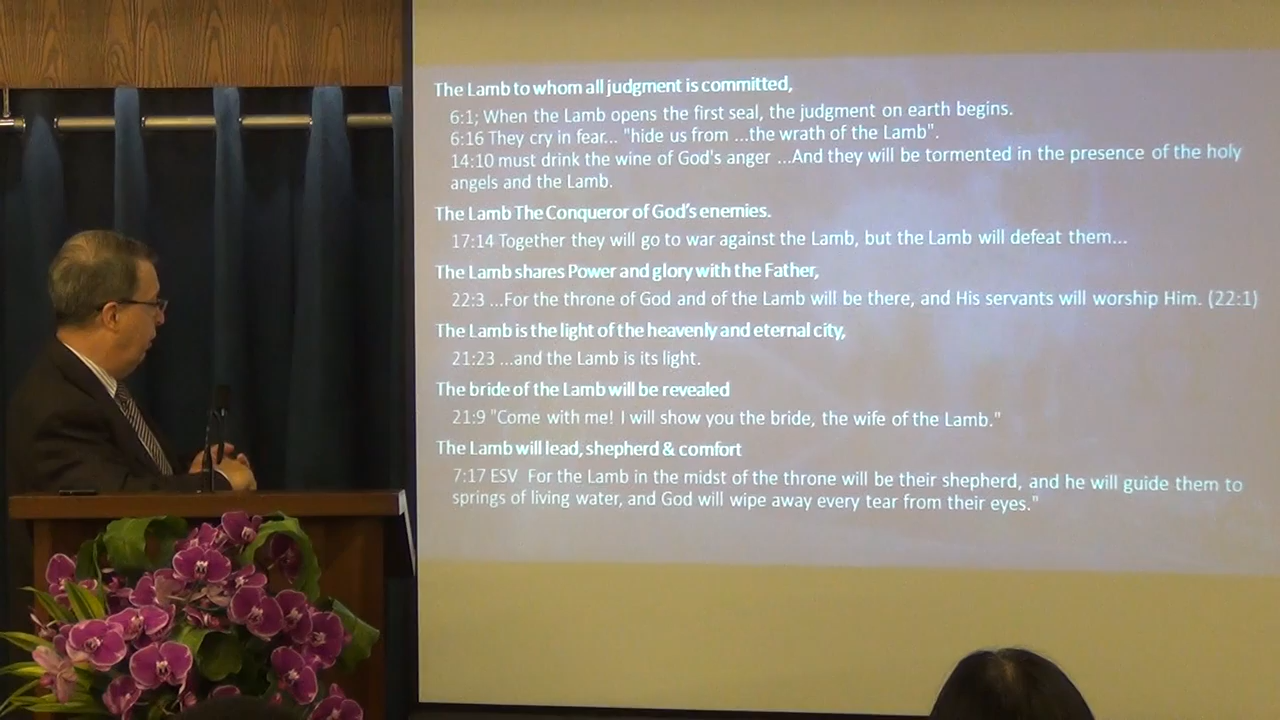 The Lamb to whom all judgment is committed,
6:1; When the Lamb opens the first seal, the judgment on earth begins.
6:16 They cry in fear... "hide us from ...the wrath of the Lamb".
14:10 must drink the wine of God's anger ...And they will be tormented in the presence of the holy
angels and the Lamb.
The Lamb The Conqueror of God's enemies.
17:14 Together they will go to war against the Lamb, but the Lamb will defeat them...
The Lamb shares Power and glory with the Father,
22:3 ...For the throne of God and of the Lamb will be there, and His servants will worship Him. (22:1)
The Lamb is the light of the heavenly and eternal city,
21:23 ...and the Lamb is its light.
The bride of the Lamb will be revealed
21:9 "Come with me! I will show you the bride, the wife of the Lamb."
The Lamb will lead, shepherd & comfort
7:17 ESV For the Lamb in the midst of the throne will be their shepherd, and he will guide them to
springs of living water, and God will wipe away every tear from their eyes."